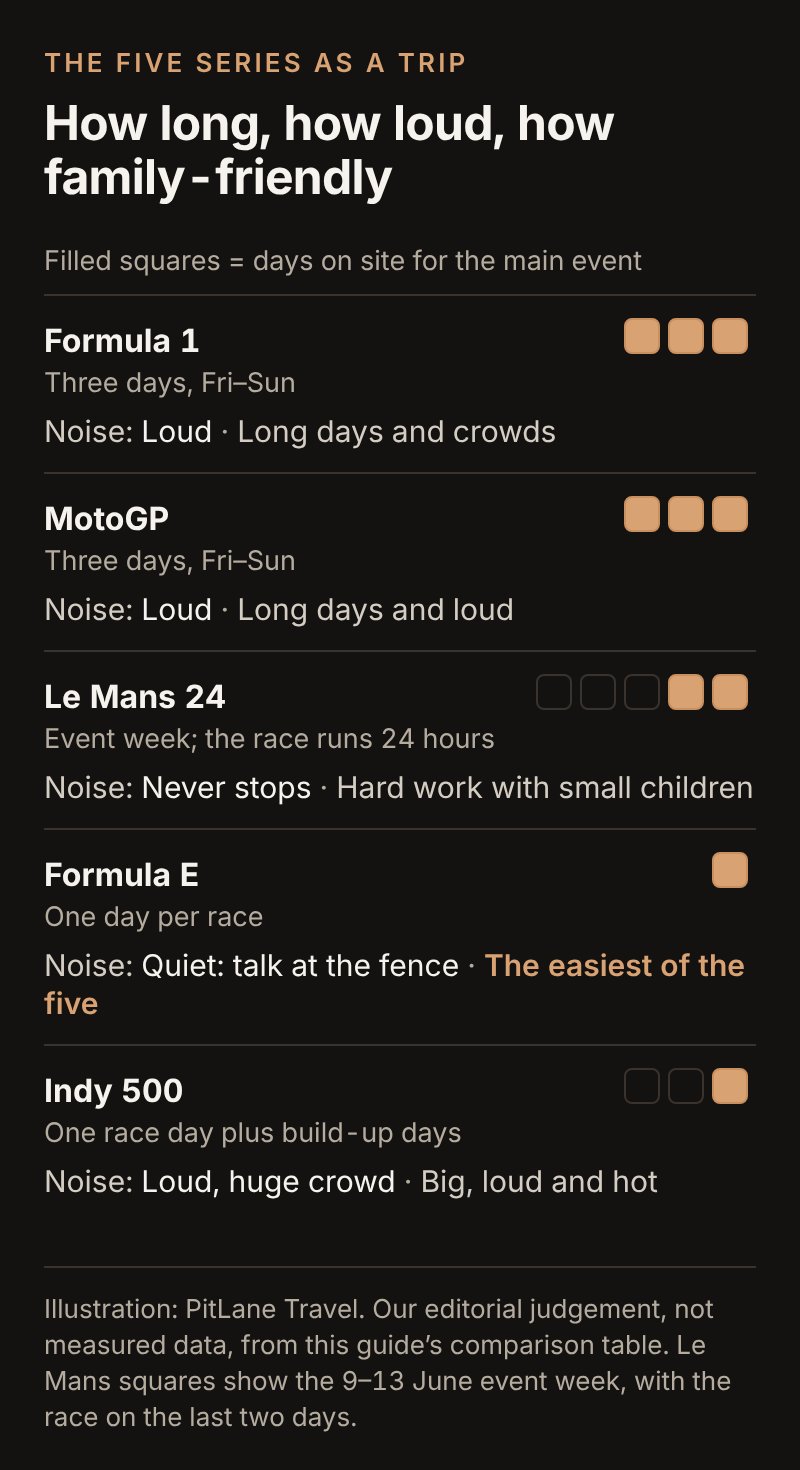 THE FIVE SERIES AS A TRIP
How long, how loud, how
family-friendly
Filled squares = days on site for the main event
Formula 1
Three days, Fri–Sun
Noise: Loud · Long days and crowds
MotoGP
Three days, Fri–Sun
Noise: Loud · Long days and loud
Le Mans 24
Event week; the race runs 24 hours
Noise: Never stops · Hard work with small children
Formula E
One day per race
Noise: Quiet: talk at the fence · The easiest of the
five
Indy 500
One race day plus build-up days
Noise: Loud, huge crowd · Big, loud and hot
Illustration: PitLane Travel. Our editorial judgement, not
measured data, from this guide’s comparison table. Le
Mans squares show the 9–13 June event week, with the
race on the last two days.